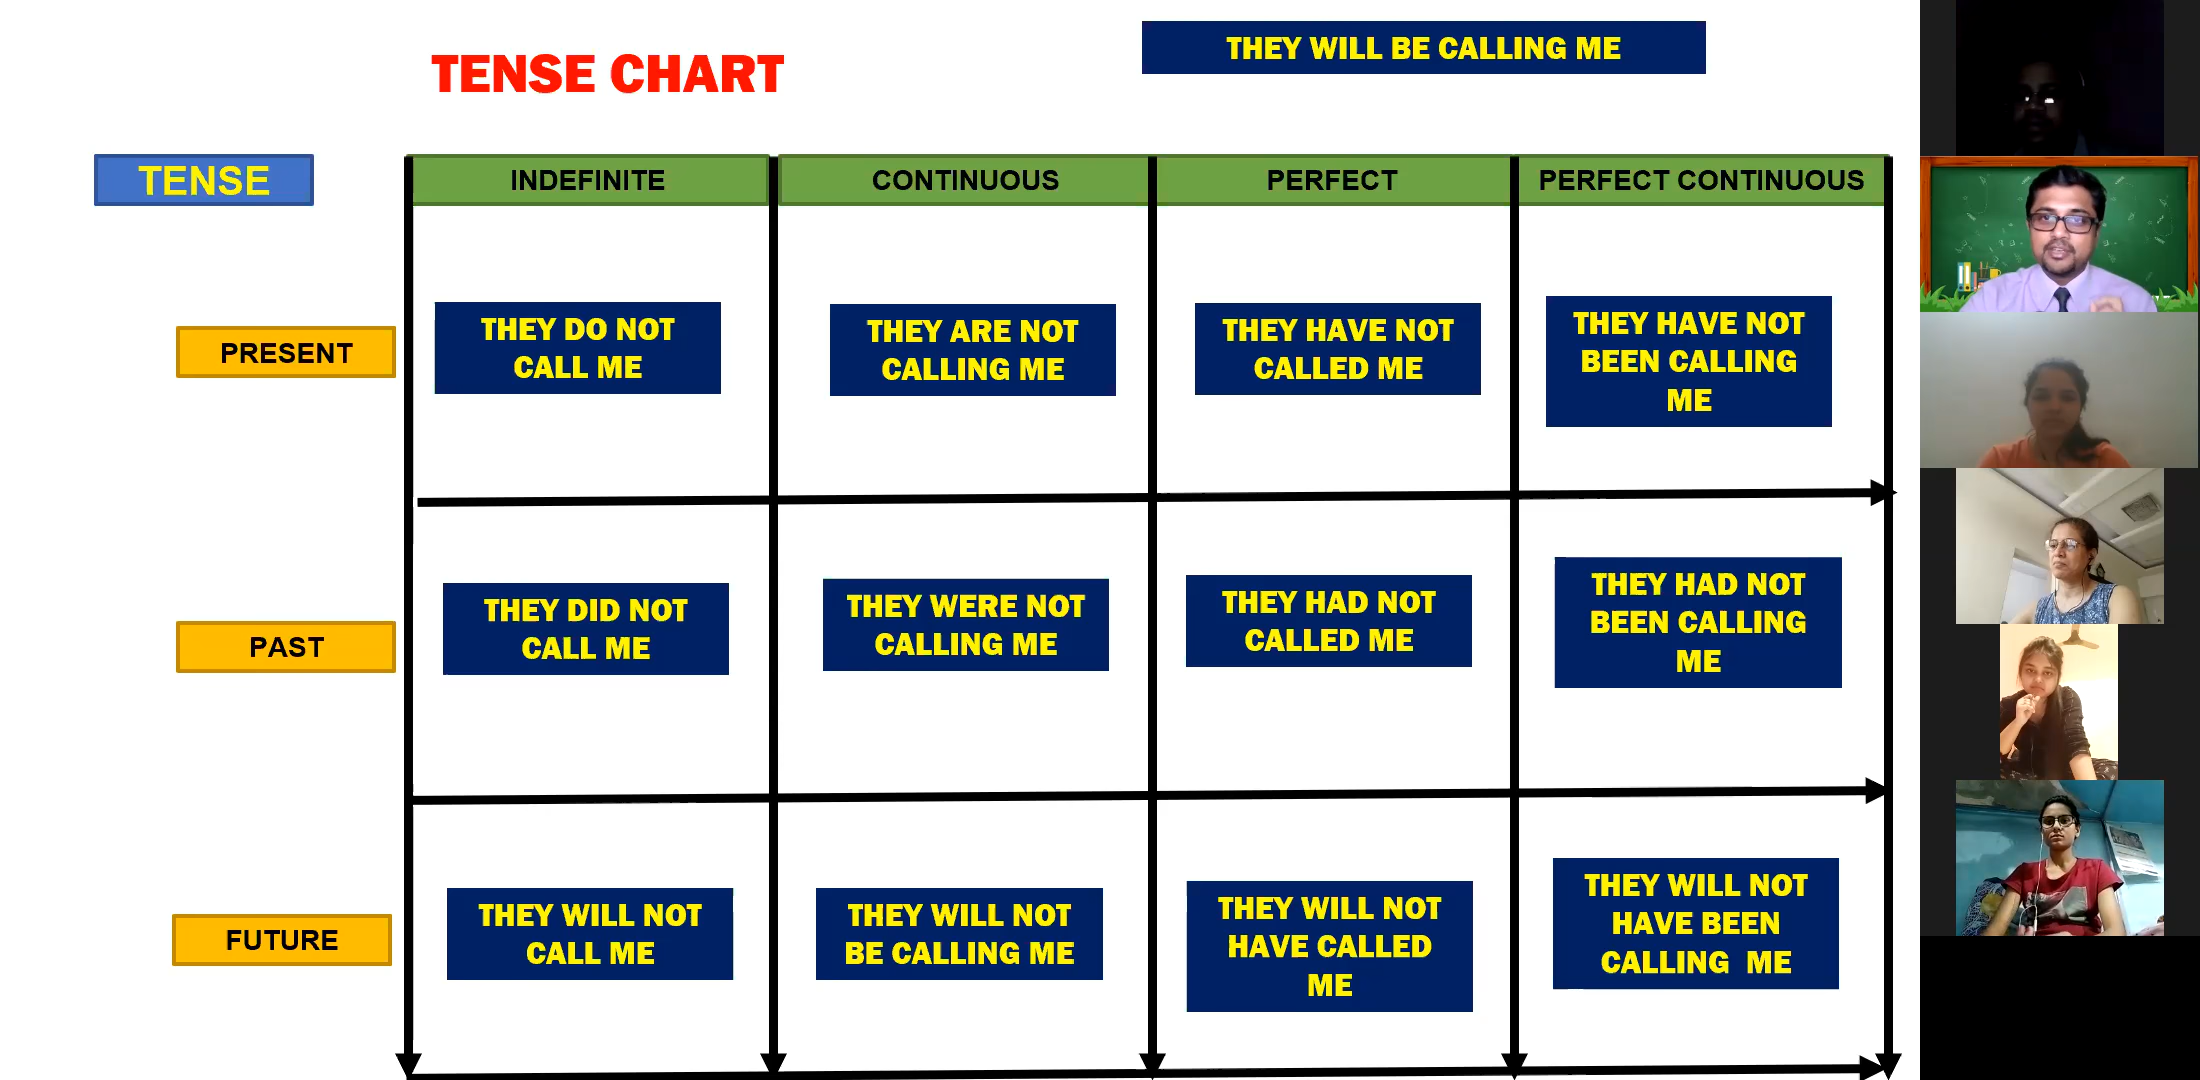 THEY WILL BE CALLING ME
TENSE CHART
TENSE
INDEFINITE
CONTINUOUS
PERFECT
PERFECT CONTINUOUS
PRESENT
THEY DO NOT
CALL ME
THEY ARE NOT
CALLING ME
THEY HAVE NOT
CALLED ME
THEY HAVE NOT
BEEN CALLING
ME
PAST
THEY DID NOT
CALL ME
THEY WERE NOT
CALLING ME
THEY HAD NOT
CALLED ME
THEY HAD NOT
BEEN CALLING
ME
FUTURE
THEY WILL NOT
CALL ME
THEY WILL NOT
BE CALLING ME
THEY WILL NOT
HAVE CALLED
ME
THEY WILL NOT
HAVE BEEN
CALLING ME